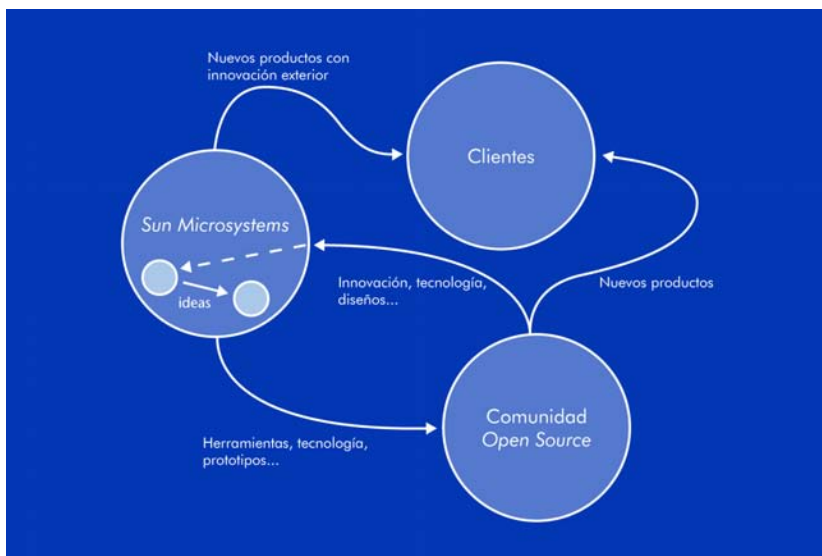 Nuevos productos con
innovación exterior
Clientes
Sun Microsystems
ideas
Innovación, tecnología,
diseños...
Nuevos productos
Comunidad
Open Source
Herramientas, tecnología,
prototipos...